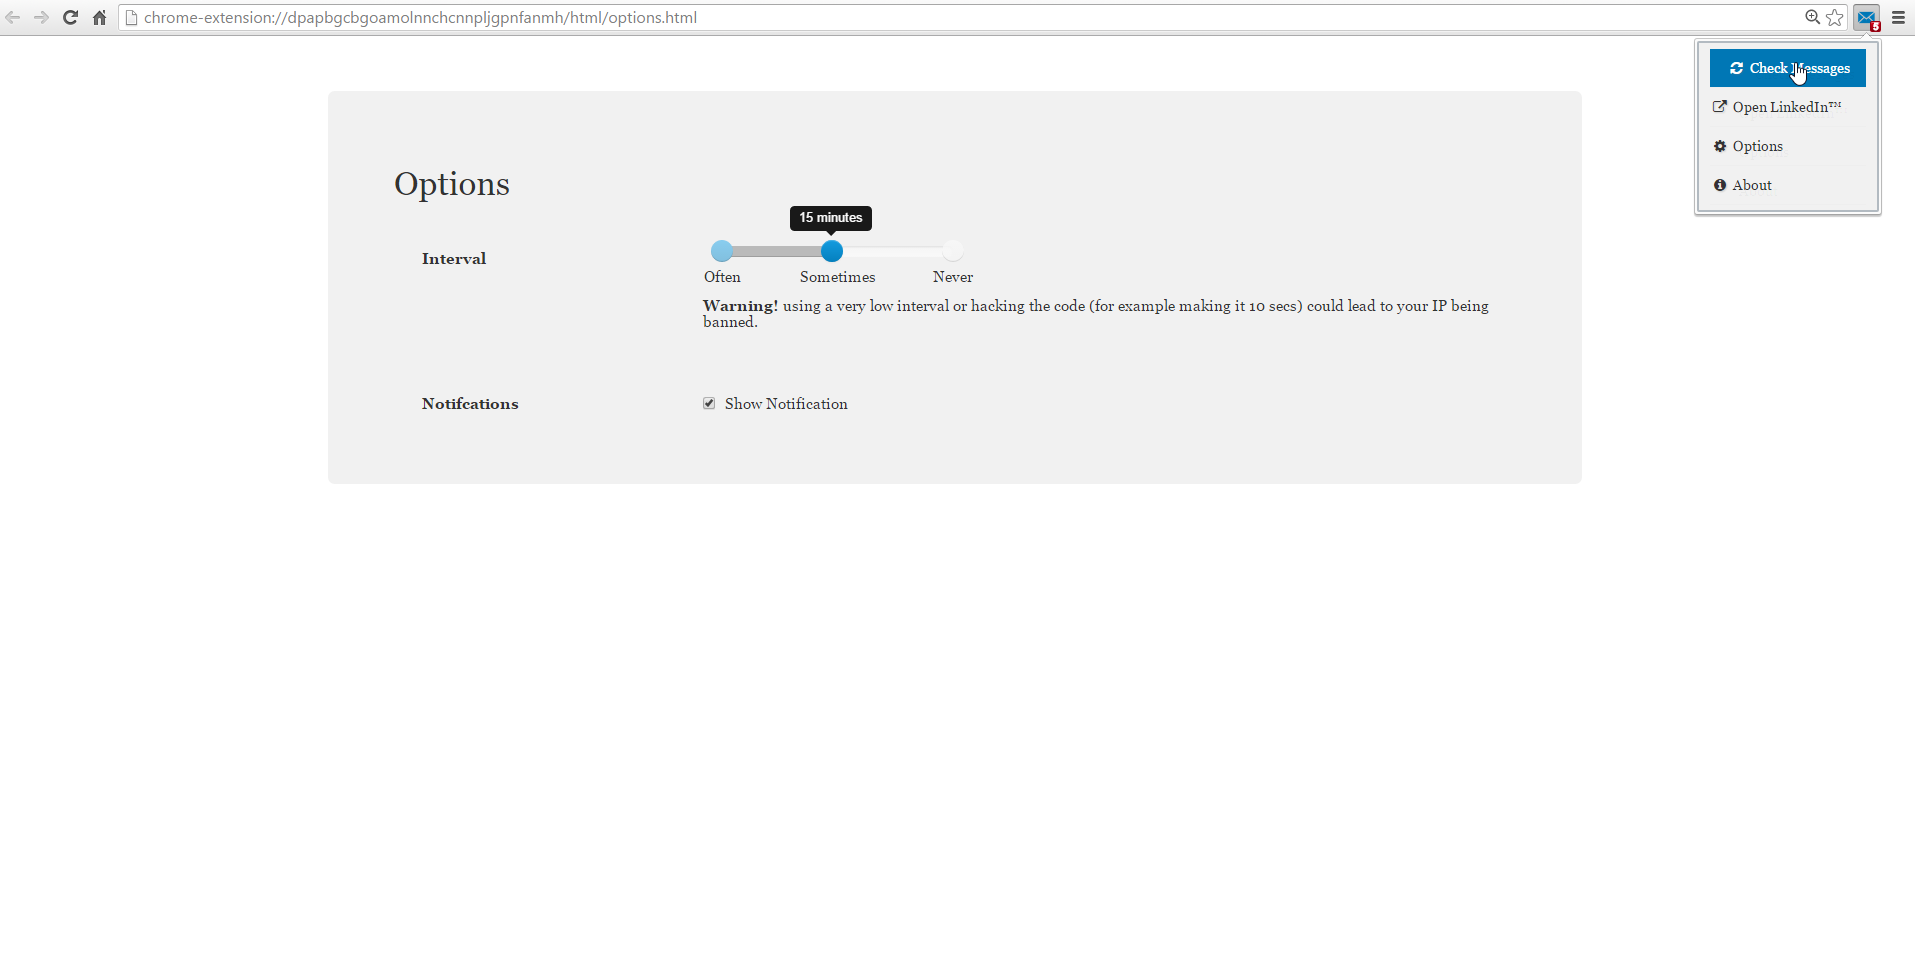 chrome-extension://dpapbgcbgoamolnnchcnnpljgpnfanmh/html/options.html
5
Check Messages
Open LinkedIn™
Options
About
Options
15 minutes
Interval
Often Sometimes Never
Warning! using a very low interval or hacking the code (for example making it 10 secs) could lead to your IP being
banned.
Notifcations
Show Notification